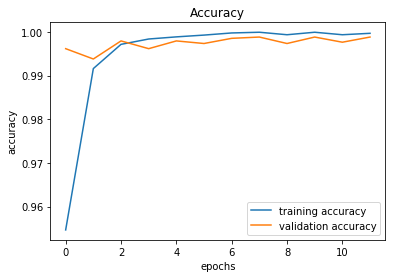 Accuracy
1.00
0.99
0.98
0.97
0.96
accuracy
0 2 4 6 8 10
epochs
training accuracy
validation accuracy